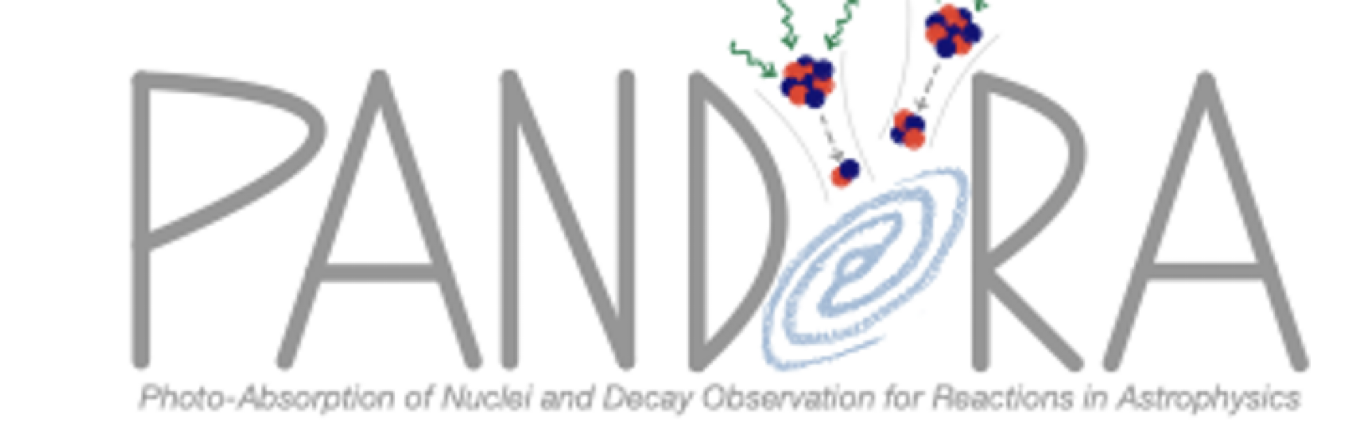 PANDORA
Photo-Absorption of Nuclei and Decay Observation for Reactions in Astrophysics